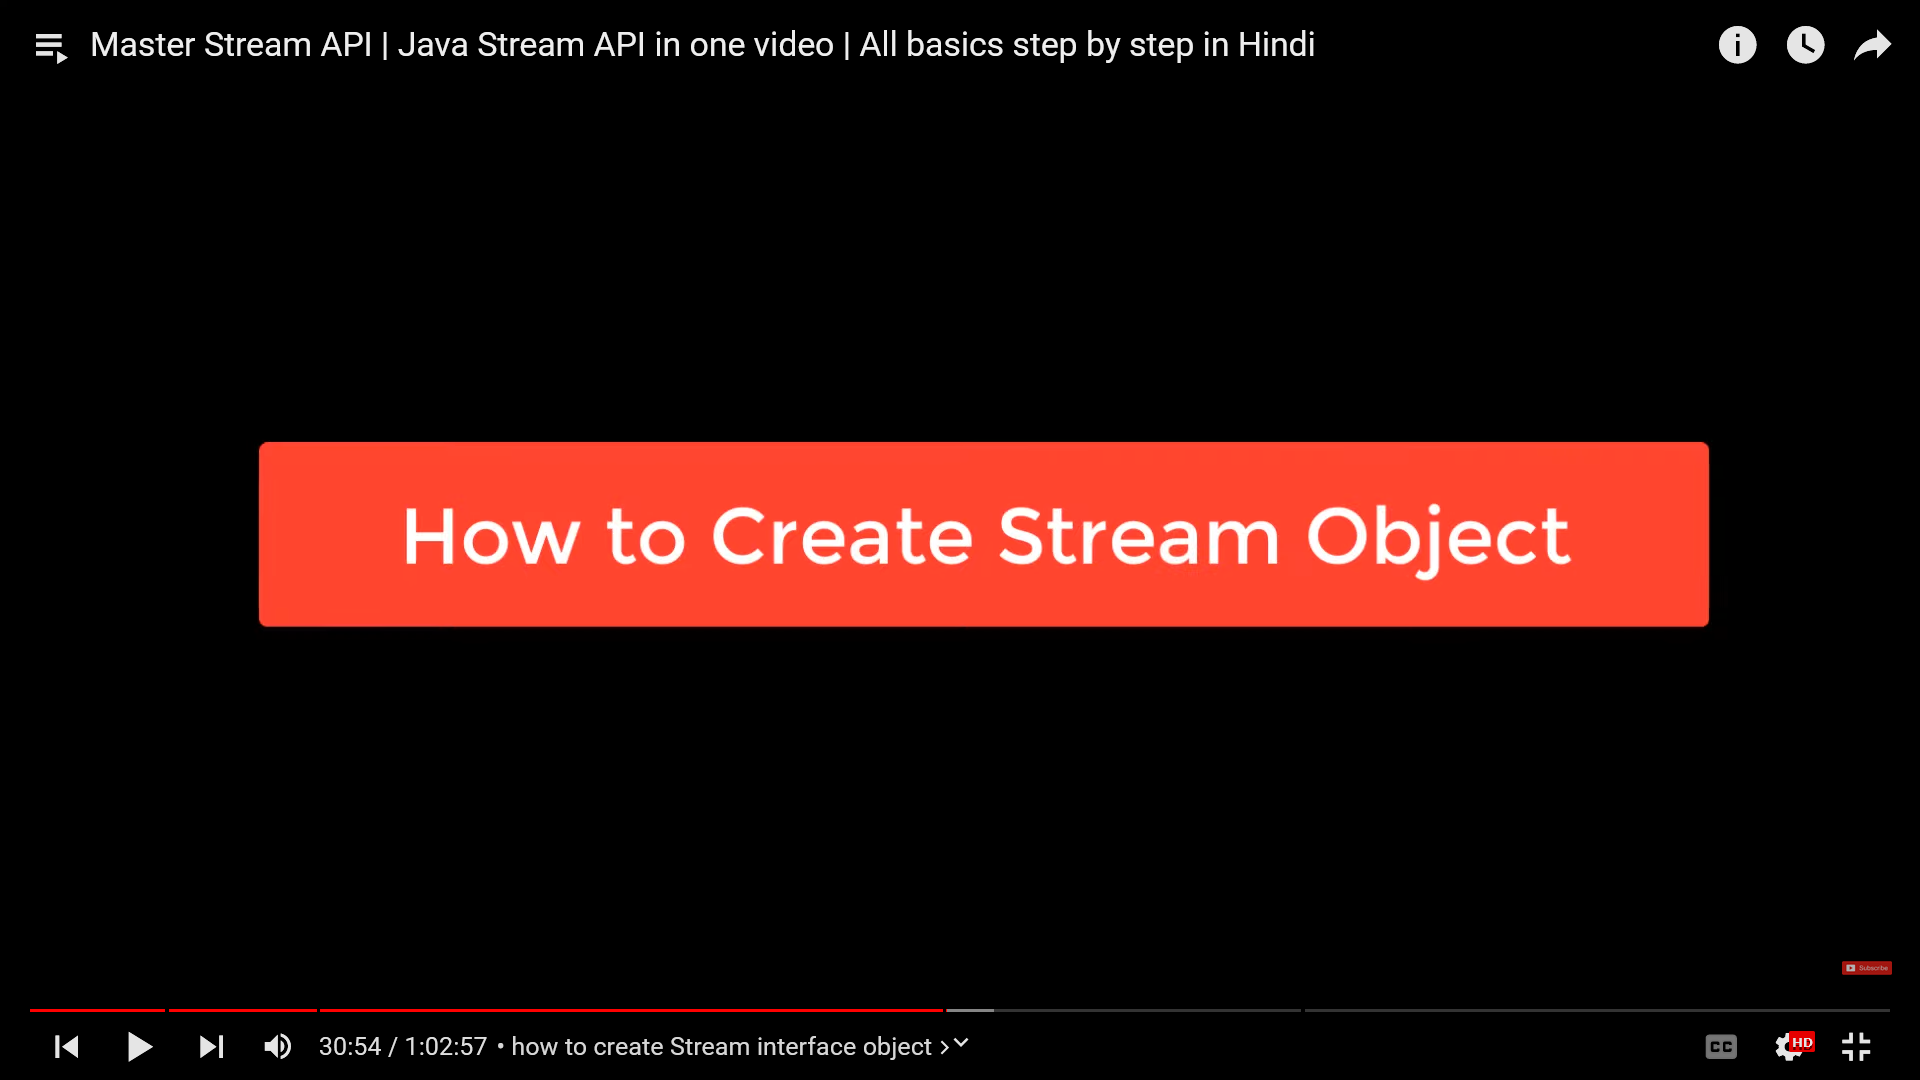 Master Stream API | Java Stream API in one video | All basics step by step in Hindi
How to Create Stream Object
Subscribe
30:54 / 1:02:57 • how to create Stream interface object
CC
HD